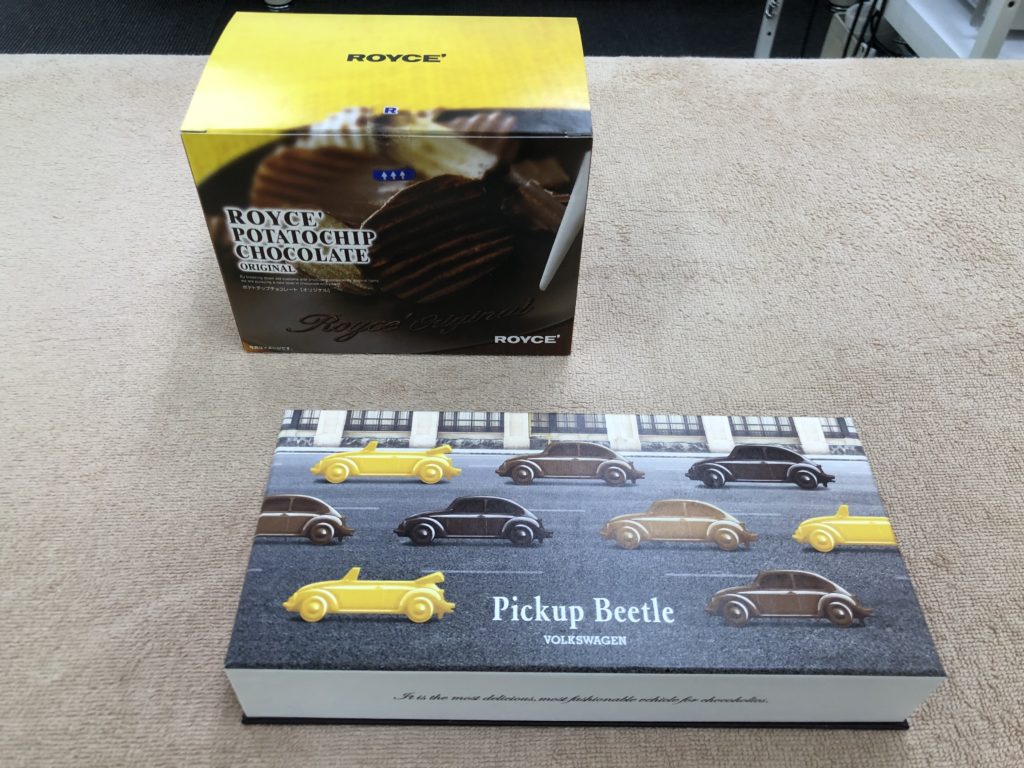 ROYCE'
R
ROYCE'
POTATOCHIP
CHOCOLATE
ORIGINAL
ポテトチップチョコレート[オリジナル]
Royce' Original
ROYCE'
Pickup Beetle
VOLKSWAGEN
It is the most delicious, most fashionable vehicle for chocoholics.